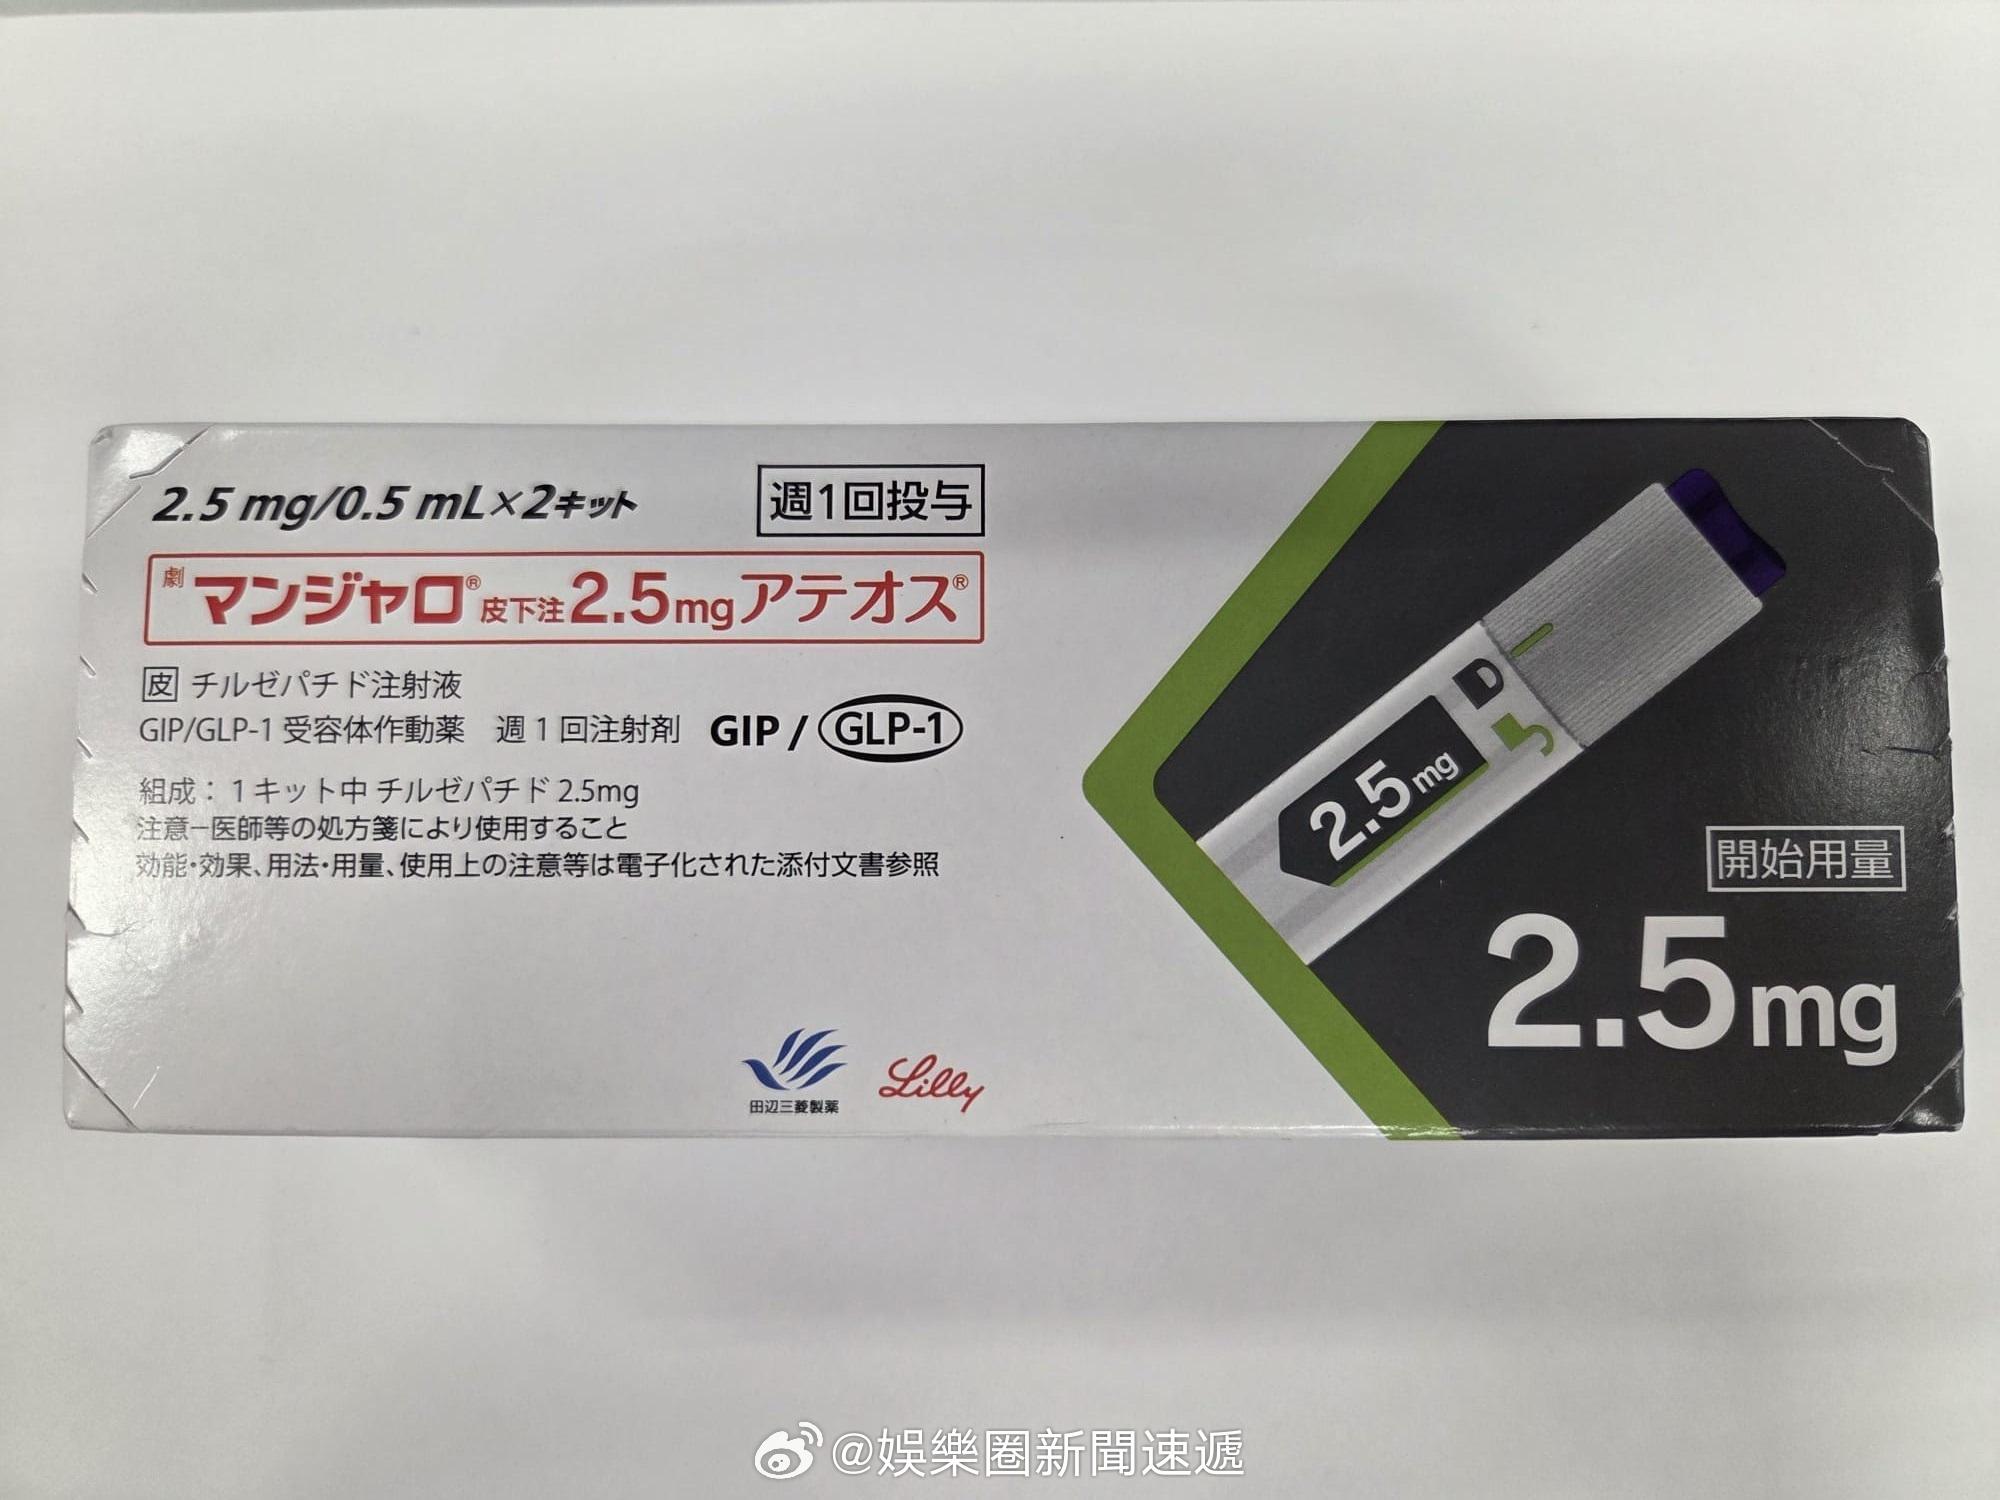 2.5 mg/0.5 mL×2キット
週1回投与
劇 マンジャロ® 皮下注2.5mgアテオス®
皮 チルゼパチド注射液
GIP/GLP-1 受容体作動薬 週1回注射剤 GIP / GLP-1
組成：1キット中 チルゼパチド 2.5mg
注意－医師等の処方箋により使用すること
効能・効果、用法・用量、使用上の注意等は電子化された添付文書参照
田辺三菱製薬
Lilly
2.5mg
開始用量
2.5mg
@娛樂圈新聞速遞